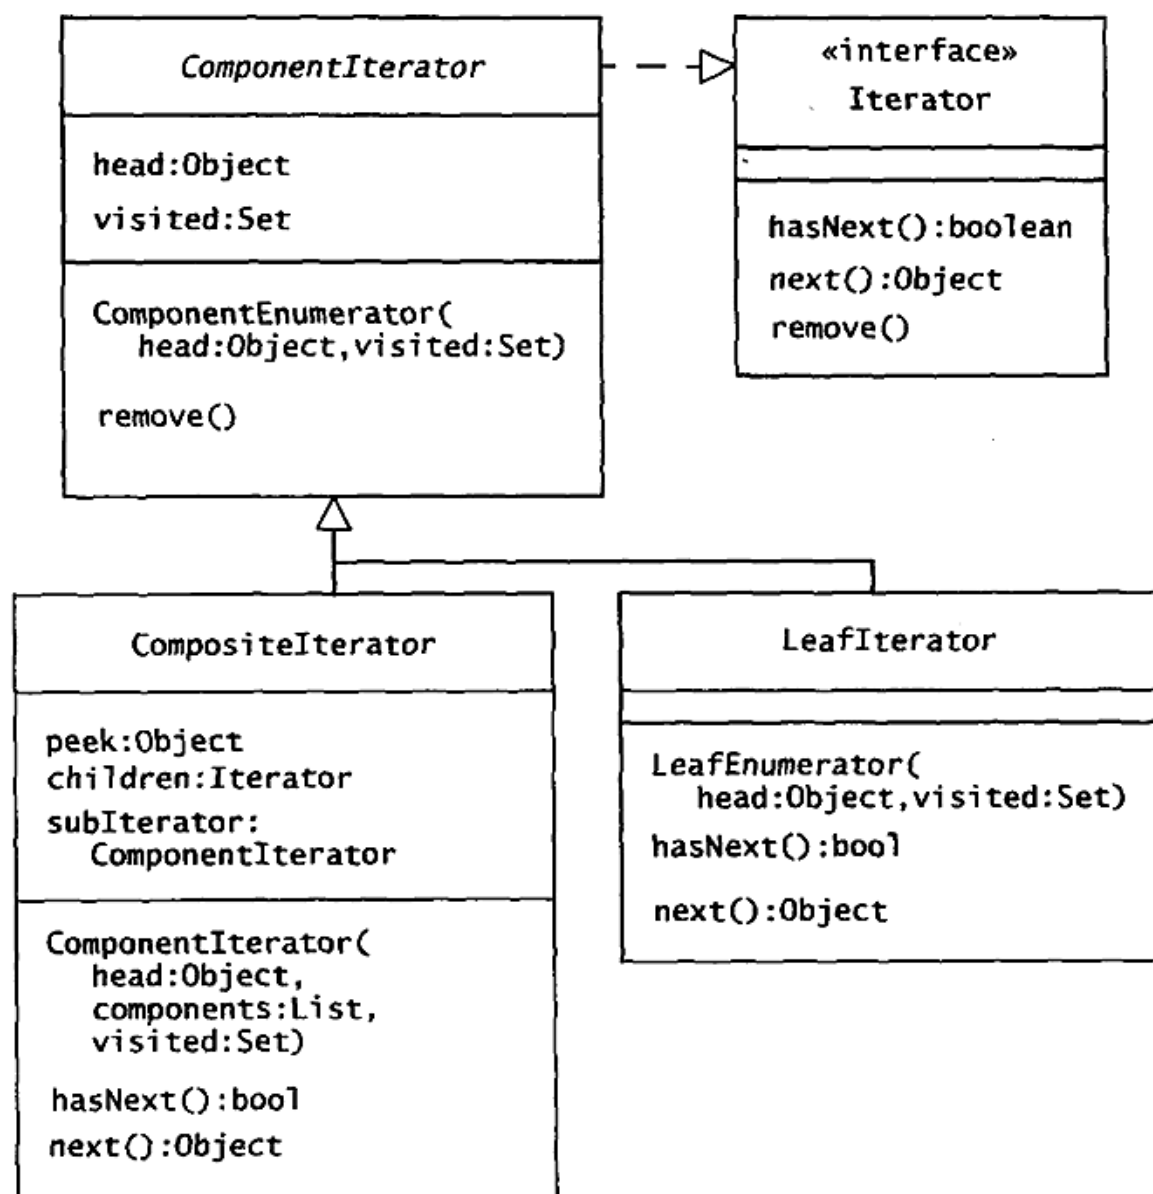 ComponentIterator
head:Object
visited:Set
ComponentEnumerator(
head:Object,visited:Set)
remove()
«interface»
Iterator
hasNext():boolean
next():Object
remove()
CompositeIterator
peek:Object
children:Iterator
subIterator:
ComponentIterator
ComponentIterator(
head:Object,
components:List,
visited:Set)
hasNext():bool
next():Object
LeafIterator
LeafEnumerator(
head:Object,visited:Set)
hasNext():bool
next():Object